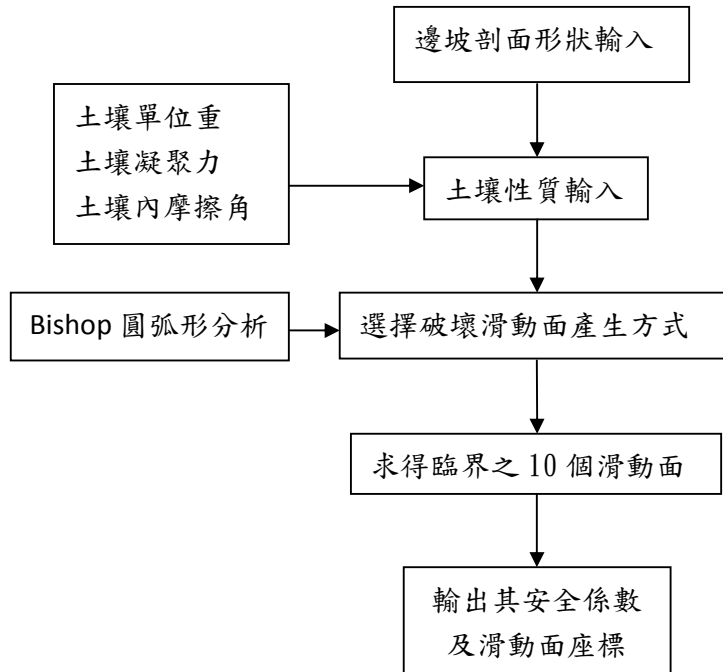 邊坡剖面形狀輸入
土壤單位重
土壤凝聚力
土壤內摩擦角
土壤性質輸入
Bishop 圓弧形分析
選擇破壞滑動面產生方式
求得臨界之 10 個滑動面
輸出其安全係數
及滑動面座標